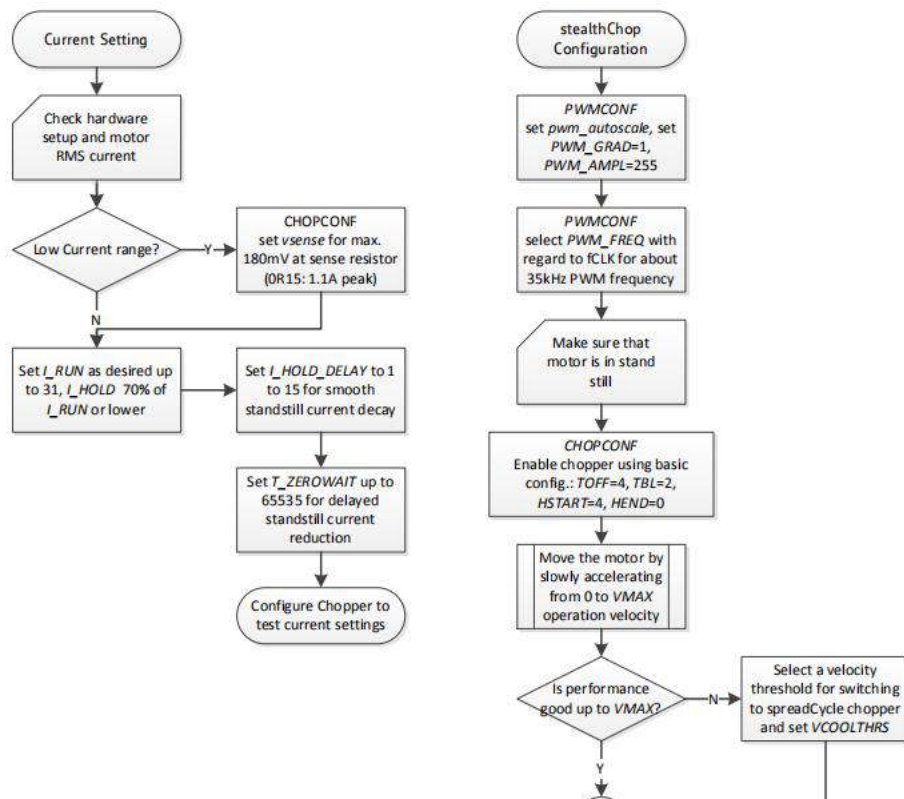 Current Setting
Check hardware
setup and motor
RMS current
Low Current range?
Y
CHOPCONF
set vsense for max.
180mV at sense resistor
(0R15: 1.1A peak)
N
Set I_RUN as desired up
to 31, I_HOLD 70% of
I_RUN or lower
Set I_HOLD_DELAY to 1
to 15 for smooth
standstill current decay
Set T_ZEROWAIT up to
65535 for delayed
standstill current
reduction
Configure Chopper to
test current settings
stealthChop
Configuration
PWMCONF
set pwm_autoscale, set
PWM_GRAD=1,
PWM_AMPL=255
PWMCONF
select PWM_FREQ with
regard to fCLK for about
35kHz PWM frequency
Make sure that
motor is in stand
still
CHOPCONF
Enable chopper using basic
config.: TOFF=4, TBL=2,
HSTART=4, HEND=0
Move the motor by
slowly accelerating
from 0 to VMAX
operation velocity
Is performance
good up to VMAX?
N
Select a velocity
threshold for switching
to spreadCycle chopper
and set VCOOLTHRS
Y